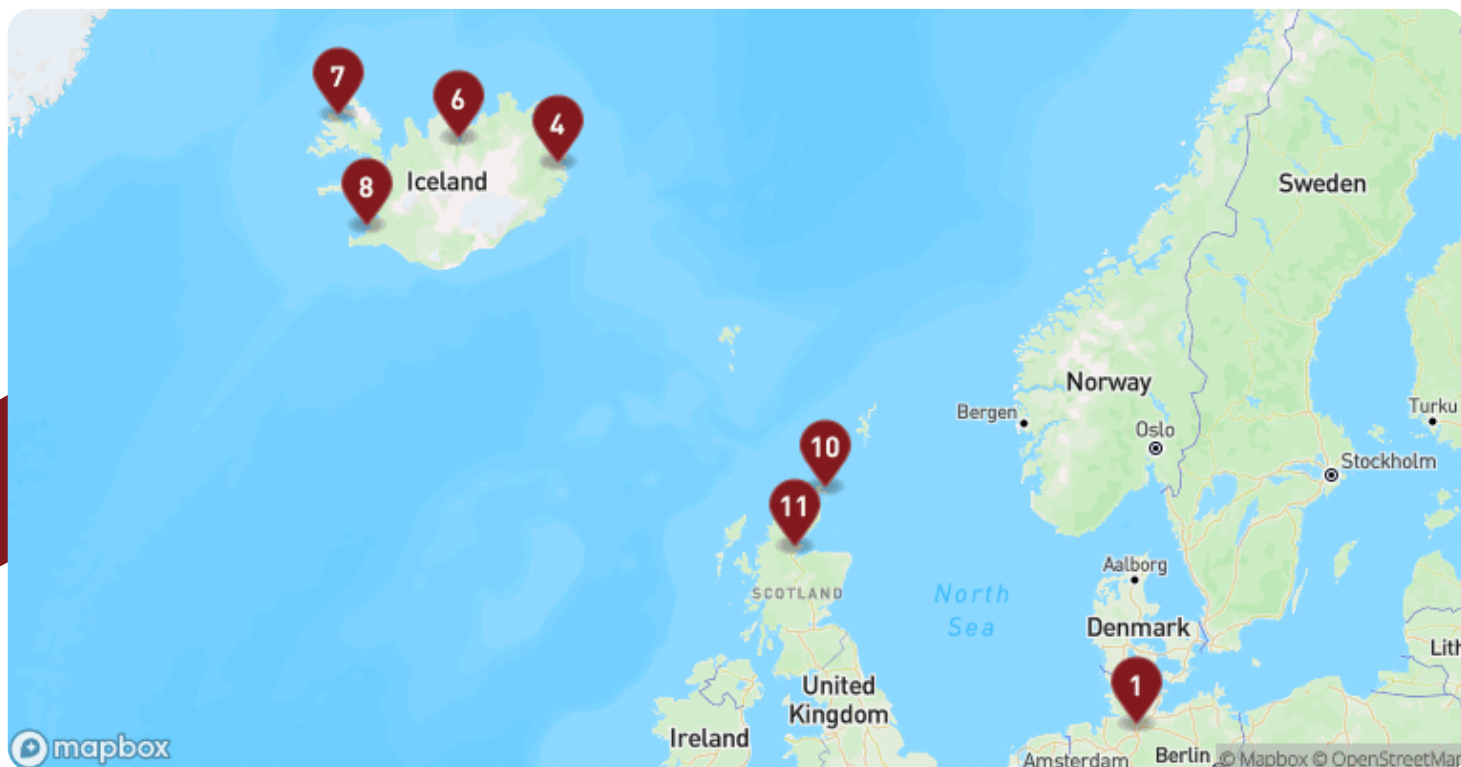 7
6
4
8
Iceland
Sweden
Norway
Bergen
Oslo
Turku
Stockholm
10
11
Aalborg
SCOTLAND
North
Sea
Denmark
Lith
1
United
Kingdom
Ireland
mapbox
Amsterdam
Berlin
© Mapbox © OpenStreetMap